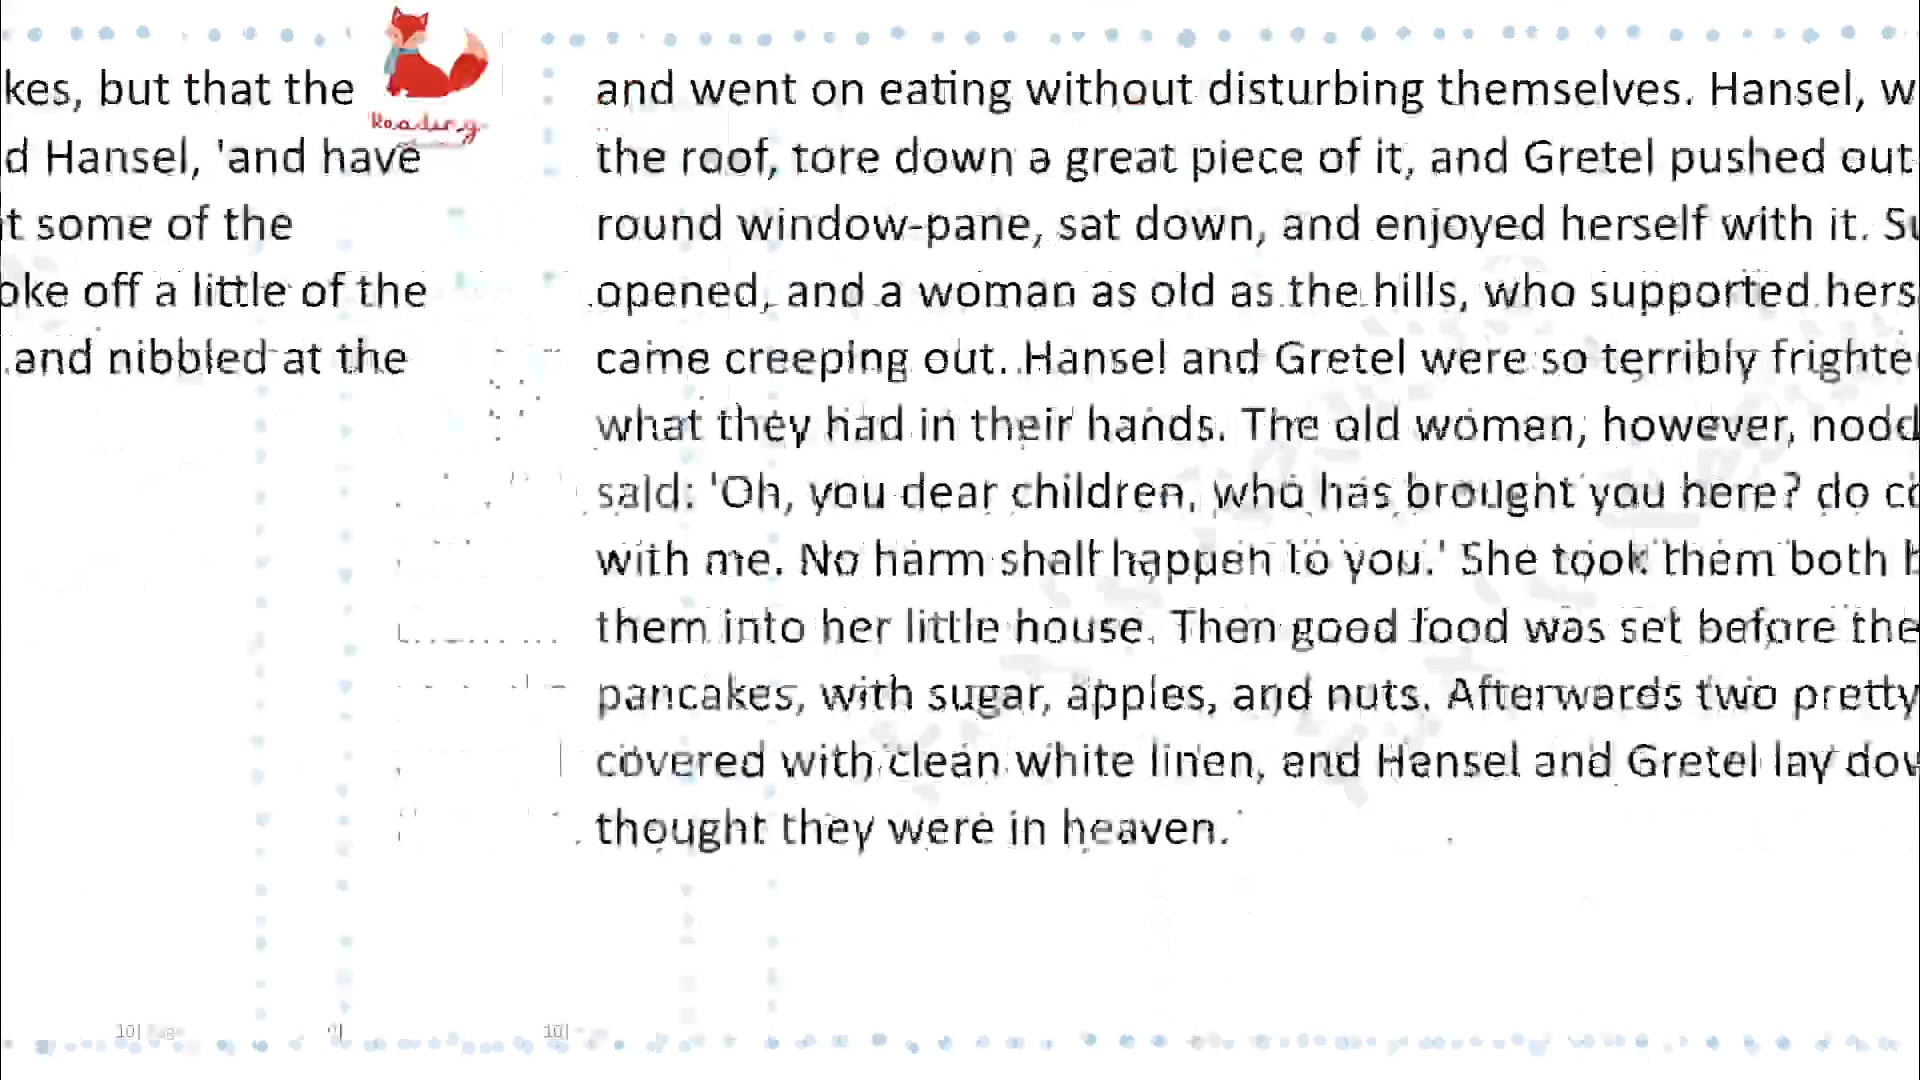 kes, but that the
d Hansel, 'and have
t some of the
oke off a little of the
and nibbled at the
Reading
and went on eating without disturbing themselves. Hansel, w
the roof, tore down a great piece of it, and Gretel pushed out
round window-pane, sat down, and enjoyed herself with it. Su
opened, and a woman as old as the hills, who supported hers
came creeping out. Hansel and Gretel were so terribly frighte
what they had in their hands. The old woman, however, nodd
said: 'Oh, you dear children, who has brought you here? do co
with me. No harm shall happen to you.' She took them both b
them into her little house. Then good food was set before the
pancakes, with sugar, apples, and nuts. Afterwards two pretty
covered with clean white linen, and Hansel and Gretel lay dow
thought they were in heaven.
10|
10|